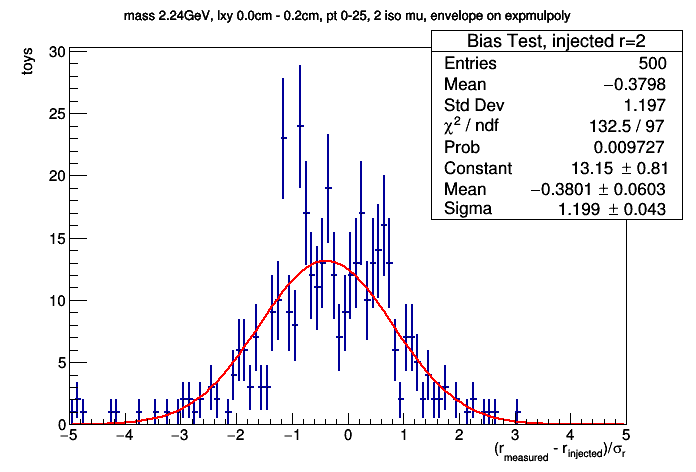 mass 2.24GeV, lxy 0.0cm - 0.2cm, pt 0-25, 2 iso mu, envelope on expmulpoly
toys
Bias Test, injected r=2
Entries 500
Mean −0.3798
Std Dev 1.197
χ² / ndf 132.5 / 97
Prob 0.009727
Constant 13.15 ± 0.81
Mean −0.3801 ± 0.0603
Sigma 1.199 ± 0.043
30
25
20
15
10
5
0
−5 −4 −3 −2 −1 0 1 2 3 4 5
(r_measured - r_injected)/σ_r